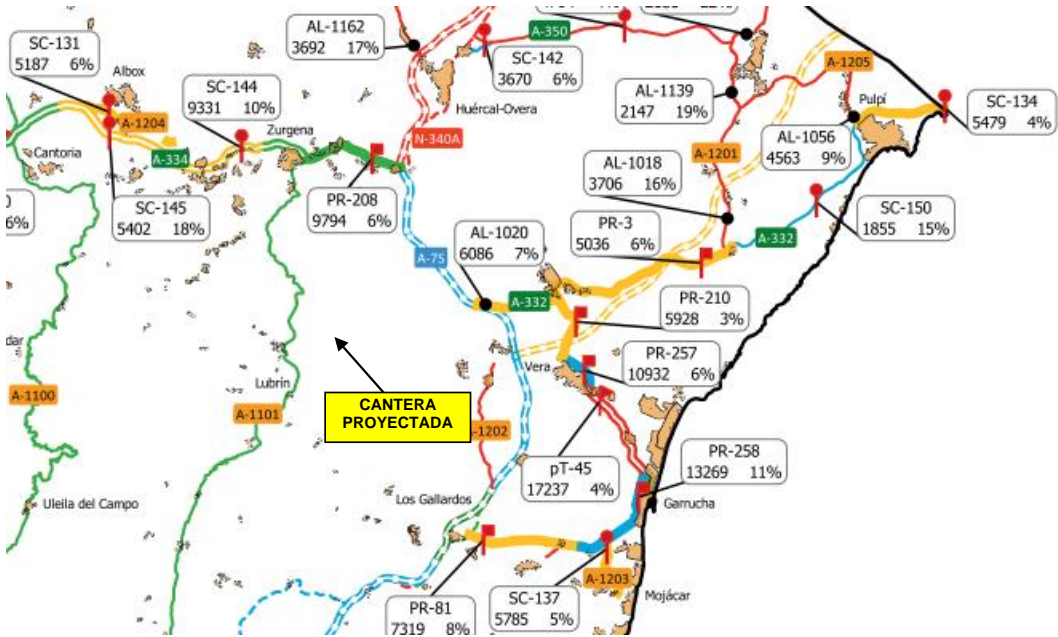 AL-1162
3692 17%
A-350
SC-131
5187 6%
SC-142
3670 6%
A-1205
Albox
SC-144
9331 10%
Huércal-Overa
AL-1139
2147 19%
Pulpí
SC-134
5479 4%
A-1204
Zurgena
N-340A
AL-1056
4563 9%
Cantoria
A-334
A-1201
AL-1018
3706 16%
PR-208
9794 6%
SC-145
5402 18%
6%
SC-150
1855 15%
PR-3
5036 6%
A-332
AL-1020
6086 7%
A-75
A-332
PR-210
5928 3%
Vera
PR-257
10932 6%
Lubrín
A-1100
CANTERA
PROYECTADA
A-1101
-1202
PR-258
13269 11%
pT-45
17237 4%
Los Gallardos
Garrucha
Uleila del Campo
A-1203
Mojácar
PR-81
7319 8%
SC-137
5785 5%